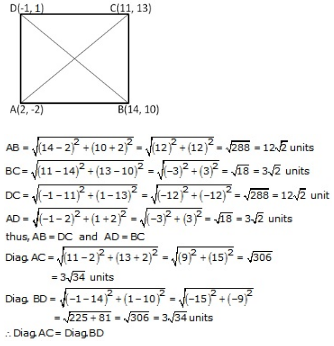 D(-1, 1) C(11, 13)
A(2, -2) B(14, 10)
AB = √((14 – 2)² + (10 + 2)²) = √((12)² + (12)²) = √288 = 12√2 units
BC = √((11 – 14)² + (13 – 10)²) = √((–3)² + (3)²) = √18 = 3√2 units
DC = √((–1 – 11)² + (1 – 13)²) = √((–12)² + (–12)²) = √288 = 12√2 unit
AD = √((–1 – 2)² + (1 + 2)²) = √((–3)² + (3)²) = √18 = 3√2 units
thus, AB = DC and AD = BC
Diag. AC = √((11 – 2)² + (13 + 2)²) = √((9)² + (15)²) = √306
= 3√34 units
Diag. BD = √((–1 – 14)² + (1 – 10)²) = √((–15)² + (–9)²)
= √(225 + 81) = √306 = 3√34 units
∴ Diag. AC = Diag. BD